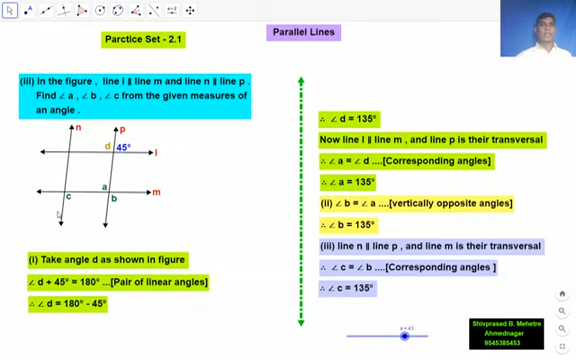 Parctice Set - 2.1
Parallel Lines
(iii) In the figure , line l ∥ line m and line n ∥ line p .
Find ∠ a , ∠ b , ∠ c from the given measures of
an angle .
n
p
d 45°
l
a
m
c
b
(i) Take angle d as shown in figure
∠ d + 45° = 180° ...[Pair of linear angles]
∴ ∠ d = 180° - 45°
∴ ∠ d = 135°
Now line l ∥ line m , and line p is their transversal
∴ ∠ a = ∠ d ....[Corresponding angles]
∴ ∠ a = 135°
(ii) ∠ b = ∠ a ....[vertically opposite angles]
∴ ∠ b = 135°
(iii) line n ∥ line p , and line m is their transversal
∴ ∠ c = ∠ b ....[Corresponding angles ]
∴ ∠ c = 135°
a = 45
Shivprasad B. Mehetre
Ahmednagar
9545385453